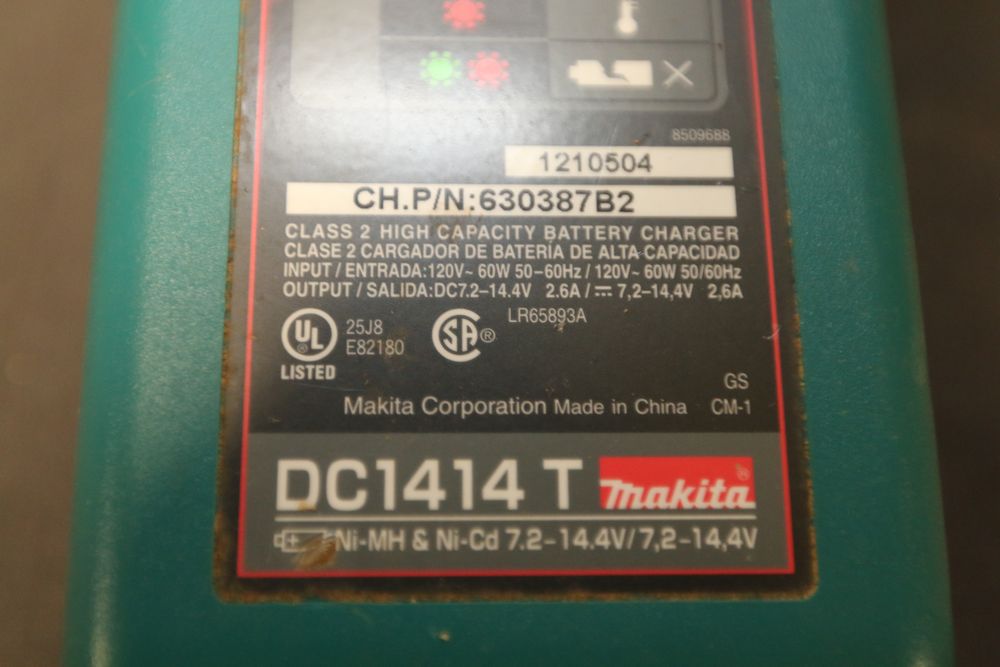 8509688
1210504
CH.P/N:630387B2
CLASS 2 HIGH CAPACITY BATTERY CHARGER
CLASE 2 CARGADOR DE BATERÍA DE ALTA CAPACIDAD
INPUT / ENTRADA:120V~ 60W 50–60Hz / 120V~ 60W 50/60Hz
OUTPUT / SALIDA:DC7.2–14.4V 2.6A / ⎓ 7,2–14,4V 2,6A
UL ®
LISTED
25J8
E82180
SA ®
LR65893A
GS
Makita Corporation Made in China CM-1
DC1414 T makita ®
Ni-MH & Ni-Cd 7.2–14.4V/ 7,2–14,4V